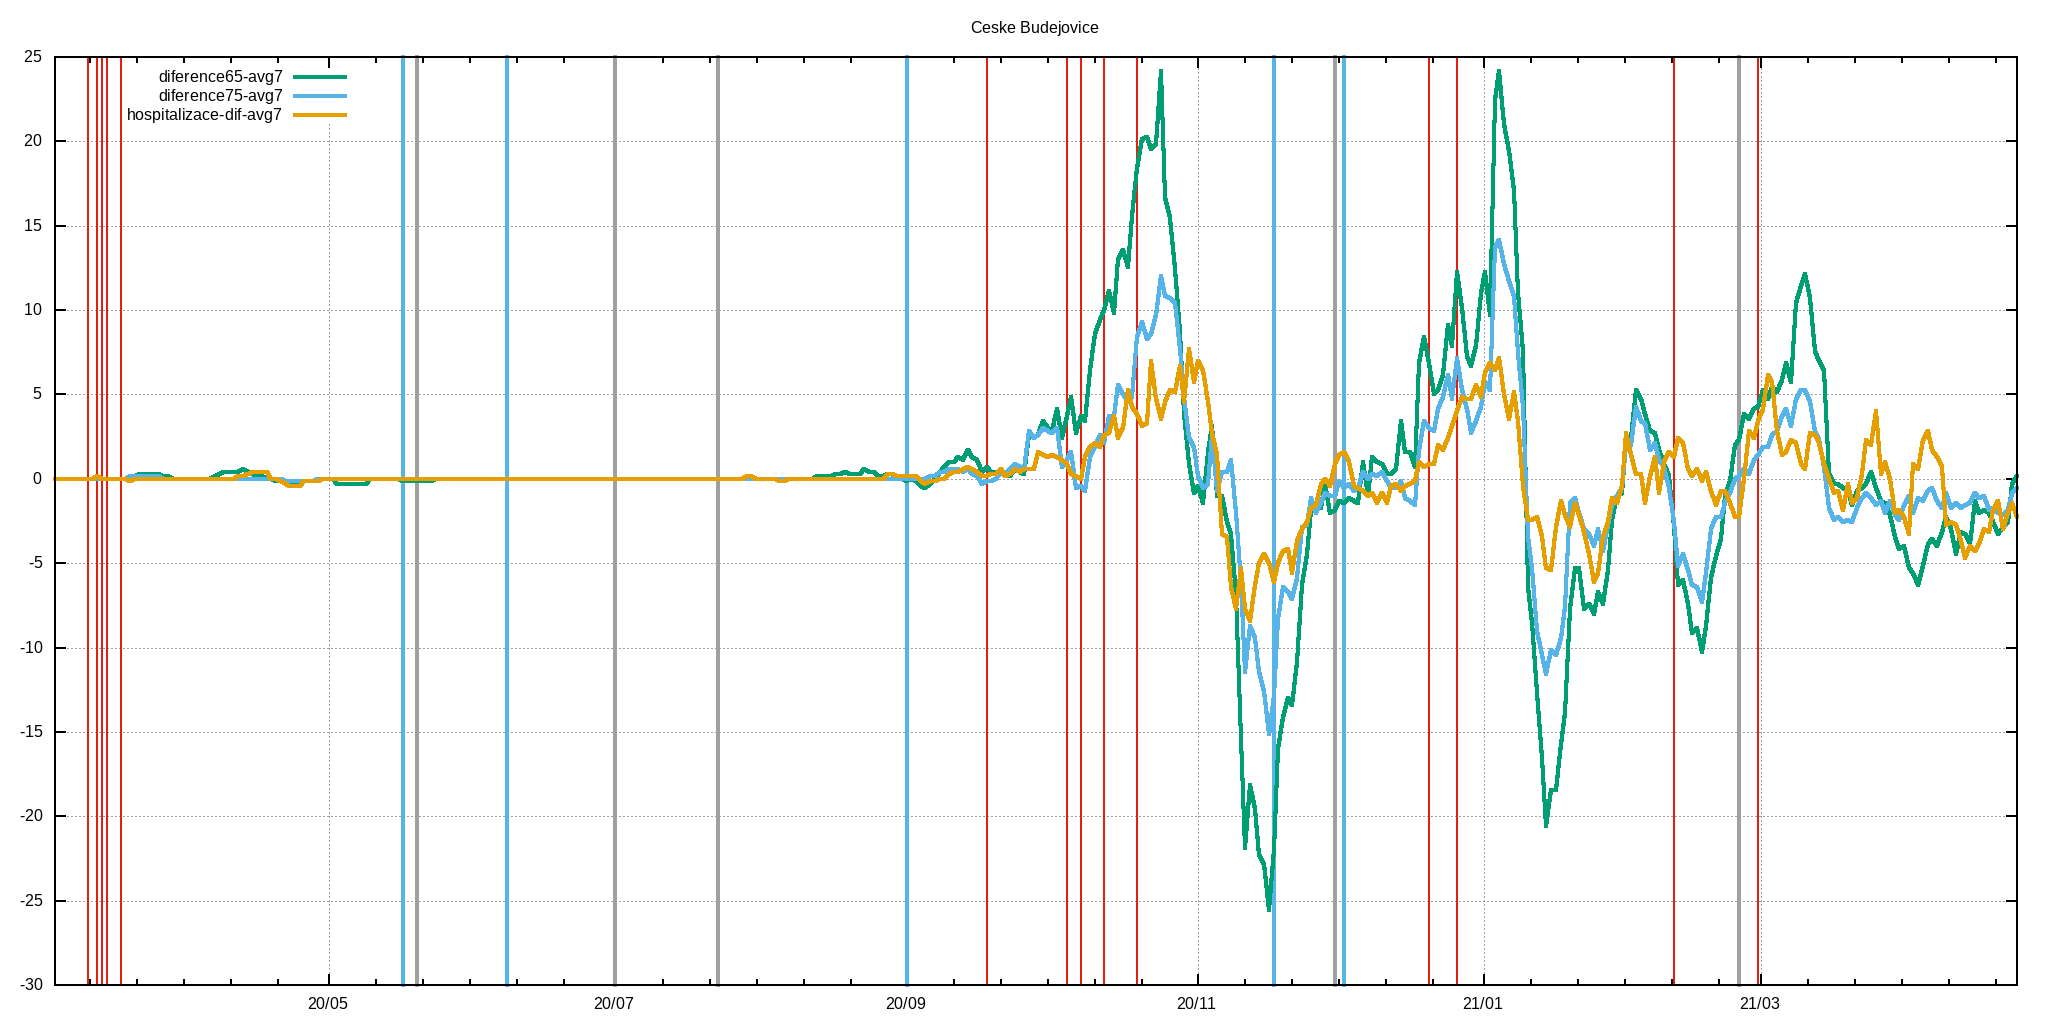 Ceske Budejovice
diference65-avg7
diference75-avg7
hospitalizace-dif-avg7
25
20
15
10
5
0
-5
-10
-15
-20
-25
-30
20/05 20/07 20/09 20/11 21/01 21/03